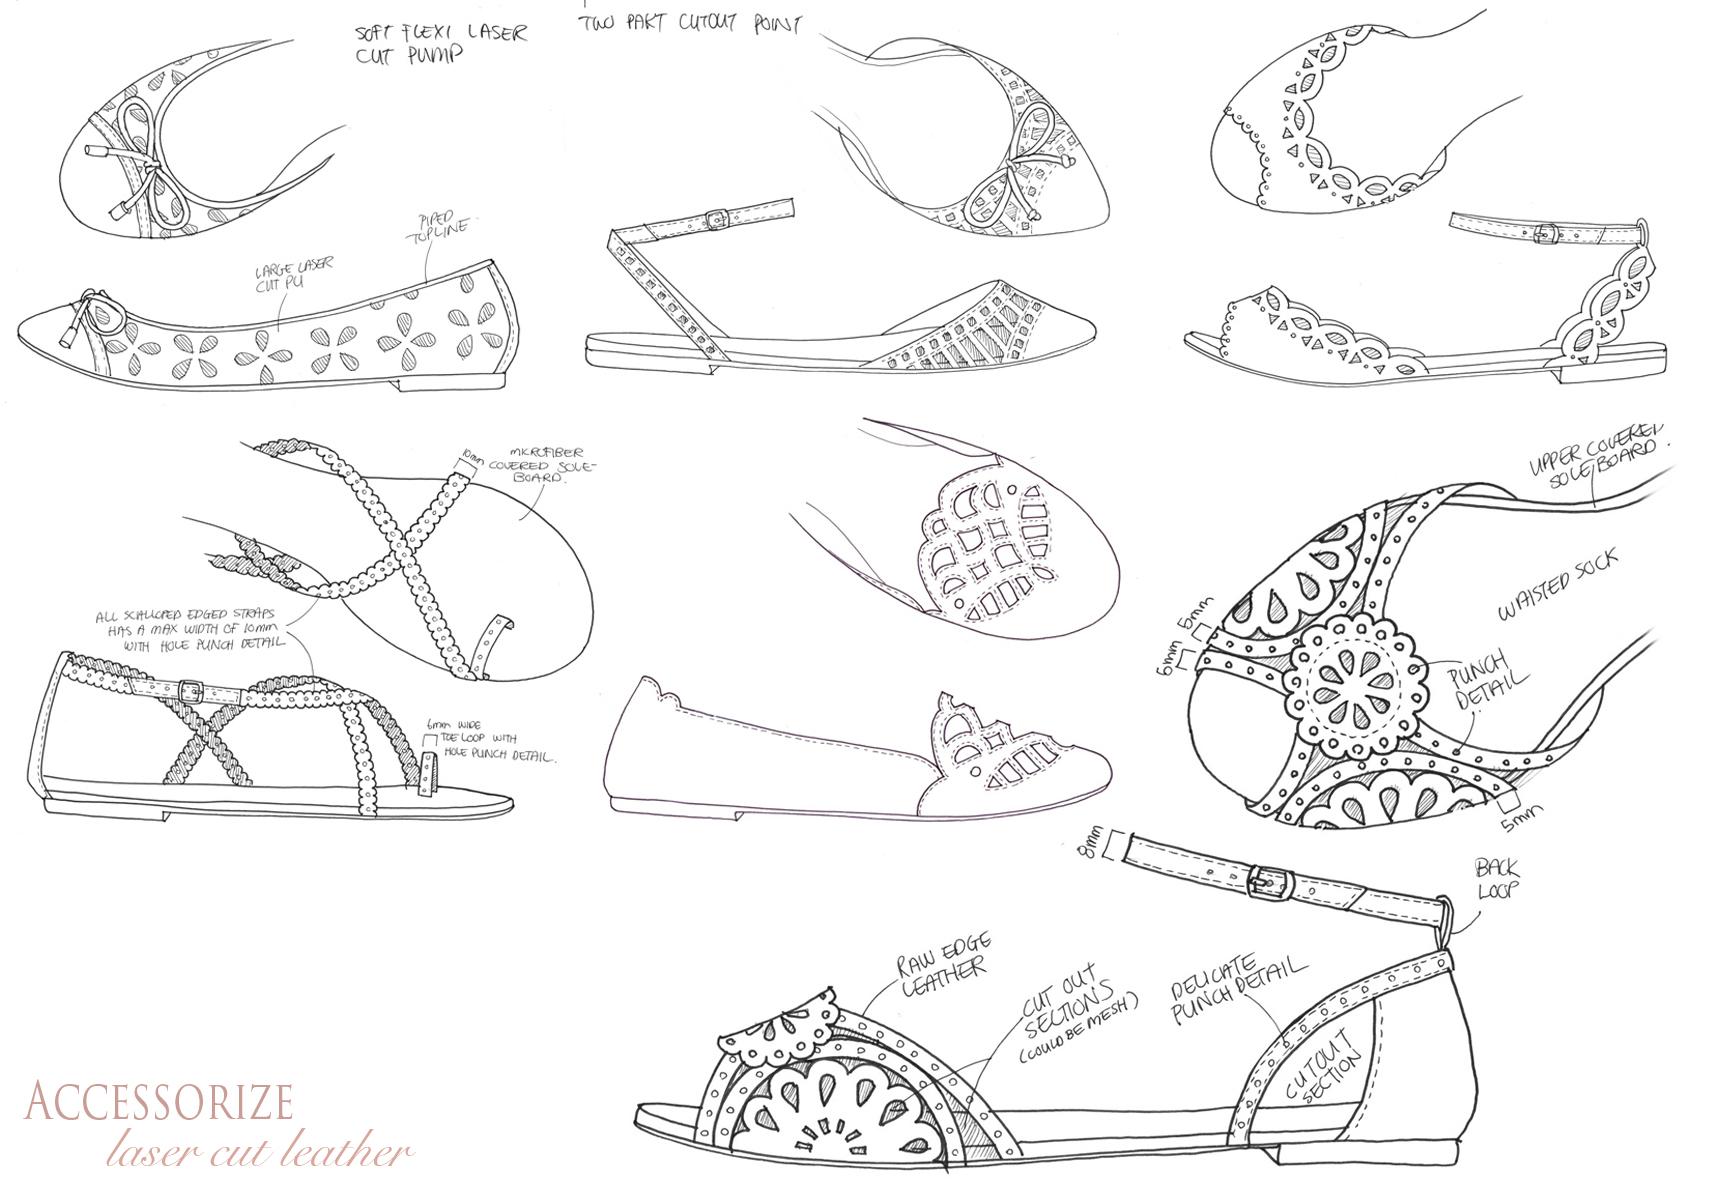 SOFT FLEXI LASER
CUT PUMP
TWO PART CUTOUT POINT
PIPED
TOPLINE
LARGE LASER
CUT PU
10mm
MICROFIBER
COVERED SOLE-
BOARD.
ALL SCALLOPED EDGED STRAPS
HAS A MAX WIDTH OF 10mm
WITH HOLE PUNCH DETAIL
6mm WIDE
TOE LOOP WITH
HOLE PUNCH DETAIL.
UPPER COVERED
SOLE BOARD.
WAISTED SOCK
5mm
5mm
PUNCH
DETAIL
5mm
8mm
BACK
LOOP
RAW EDGE
LEATHER
CUT OUT
SECTIONS
(COULD BE MESH)
DELICATE
PUNCH DETAIL
CUTOUT
SECTION
ACCESSORIZE
laser cut leather